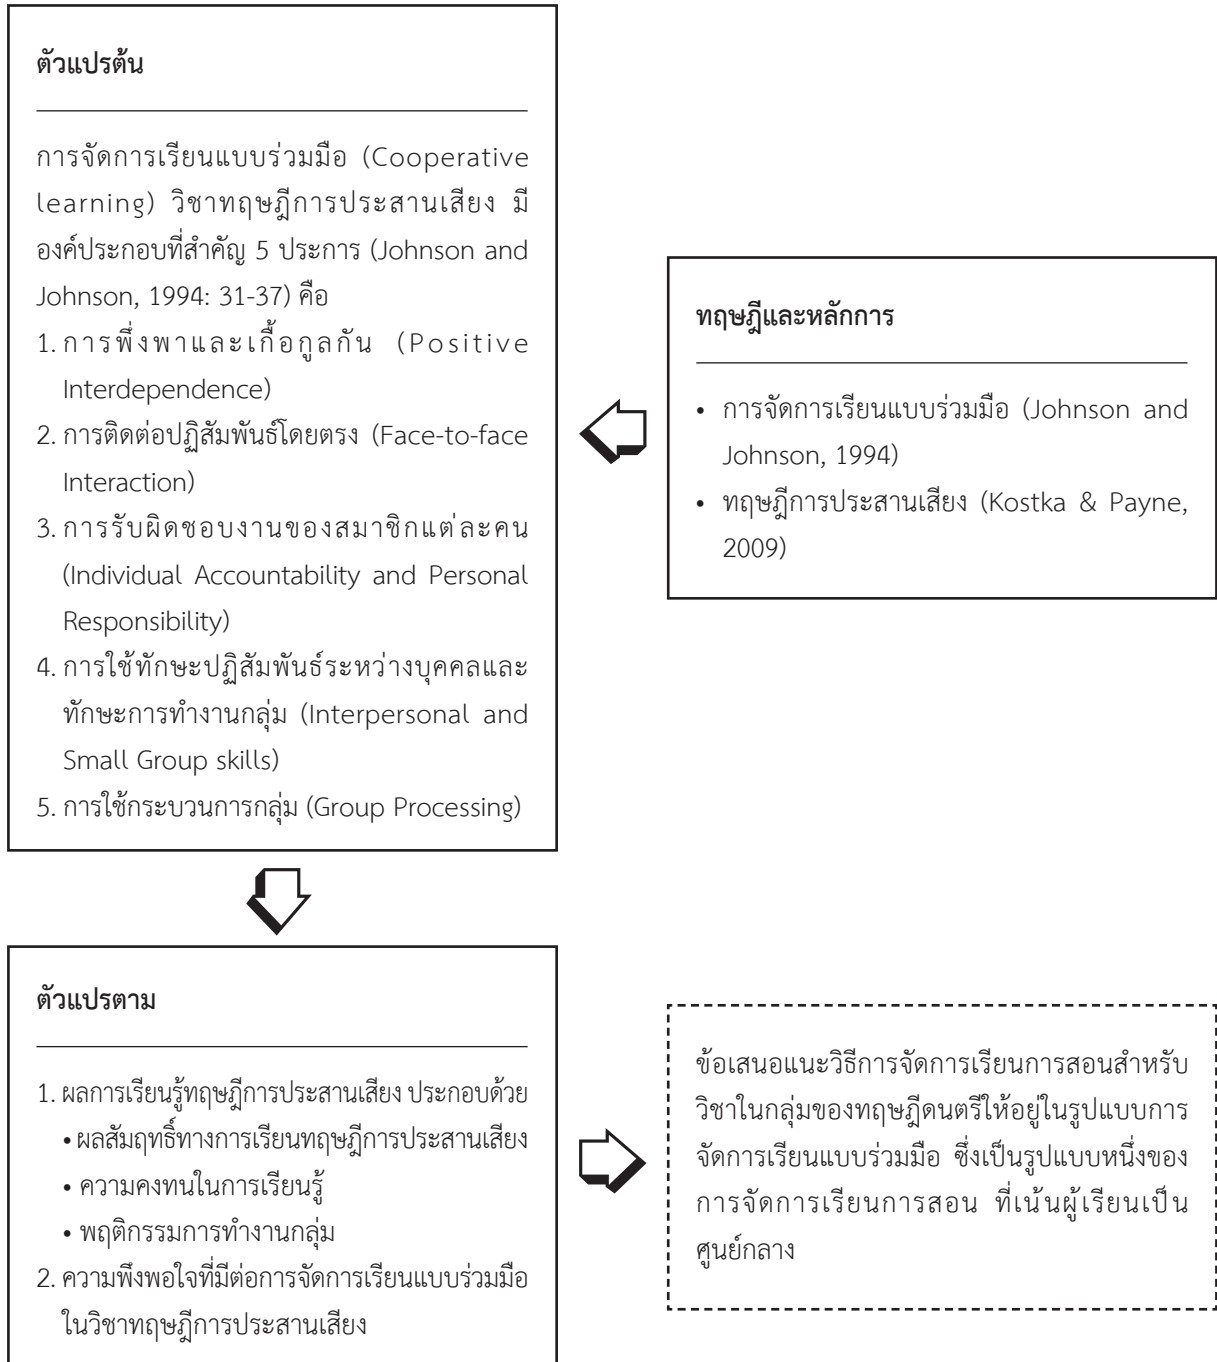 ตัวแปรต้น
การจัดการเรียนแบบร่วมมือ (Cooperative
learning) วิชาทฤษฎีการประสานเสียง มี
องค์ประกอบที่สำคัญ 5 ประการ (Johnson and
Johnson, 1994: 31-37) คือ
1. การพึ่งพาและเกื้อกูลกัน (Positive
Interdependence)
2. การติดต่อปฏิสัมพันธ์โดยตรง (Face-to-face
Interaction)
3. การรับผิดชอบงานของสมาชิกแต่ละคน
(Individual Accountability and Personal
Responsibility)
4. การใช้ทักษะปฏิสัมพันธ์ระหว่างบุคคลและ
ทักษะการทำงานกลุ่ม (Interpersonal and
Small Group skills)
5. การใช้กระบวนการกลุ่ม (Group Processing)
ทฤษฎีและหลักการ
• การจัดการเรียนแบบร่วมมือ (Johnson and
Johnson, 1994)
• ทฤษฎีการประสานเสียง (Kostka & Payne,
2009)
ตัวแปรตาม
1. ผลการเรียนรู้ทฤษฎีการประสานเสียง ประกอบด้วย
• ผลสัมฤทธิ์ทางการเรียนทฤษฎีการประสานเสียง
• ความคงทนในการเรียนรู้
• พฤติกรรมการทำงานกลุ่ม
2. ความพึงพอใจที่มีต่อการจัดการเรียนแบบร่วมมือ
ในวิชาทฤษฎีการประสานเสียง
ข้อเสนอแนะวิธีการจัดการเรียนการสอนสำหรับ
วิชาในกลุ่มของทฤษฎีดนตรีให้อยู่ในรูปแบบการ
จัดการเรียนแบบร่วมมือ ซึ่งเป็นรูปแบบหนึ่งของ
การจัดการเรียนการสอน ที่เน้นผู้เรียนเป็น
ศูนย์กลาง